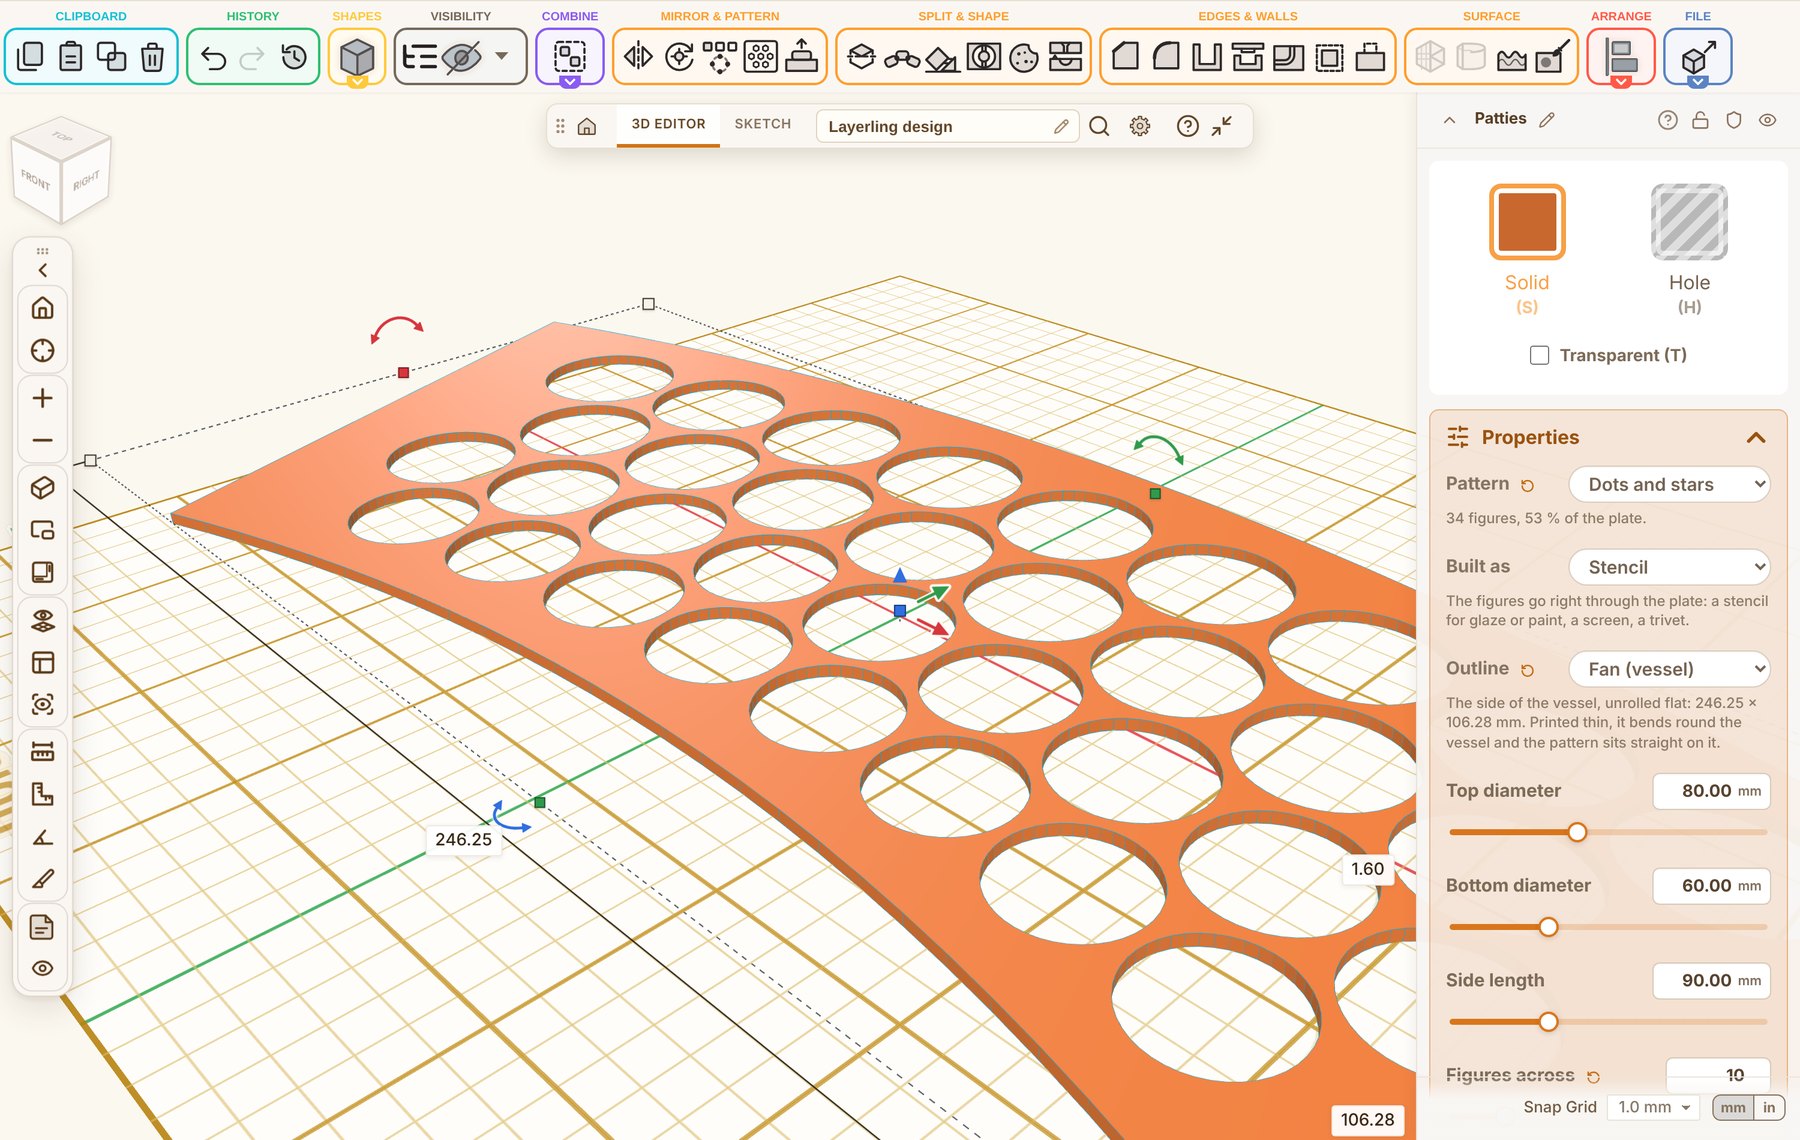 CLIPBOARD
HISTORY
SHAPES
VISIBILITY
COMBINE
MIRROR & PATTERN
SPLIT & SHAPE
EDGES & WALLS
SURFACE
ARRANGE
FILE
3D EDITOR
SKETCH
Layerling design
Patties
TOP
FRONT
RIGHT
Solid
(S)
Hole
(H)
Transparent (T)
Properties
Pattern
Dots and stars
34 figures, 53 % of the plate.
Built as
Stencil
The figures go right through the plate: a stencil
for glaze or paint, a screen, a trivet.
Outline
Fan (vessel)
The side of the vessel, unrolled flat: 246.25 ×
106.28 mm. Printed thin, it bends round the
vessel and the pattern sits straight on it.
Top diameter
80.00 mm
Bottom diameter
60.00 mm
Side length
90.00 mm
Figures across
10
246.25
1.60
106.28
Snap Grid
1.0 mm
mm
in